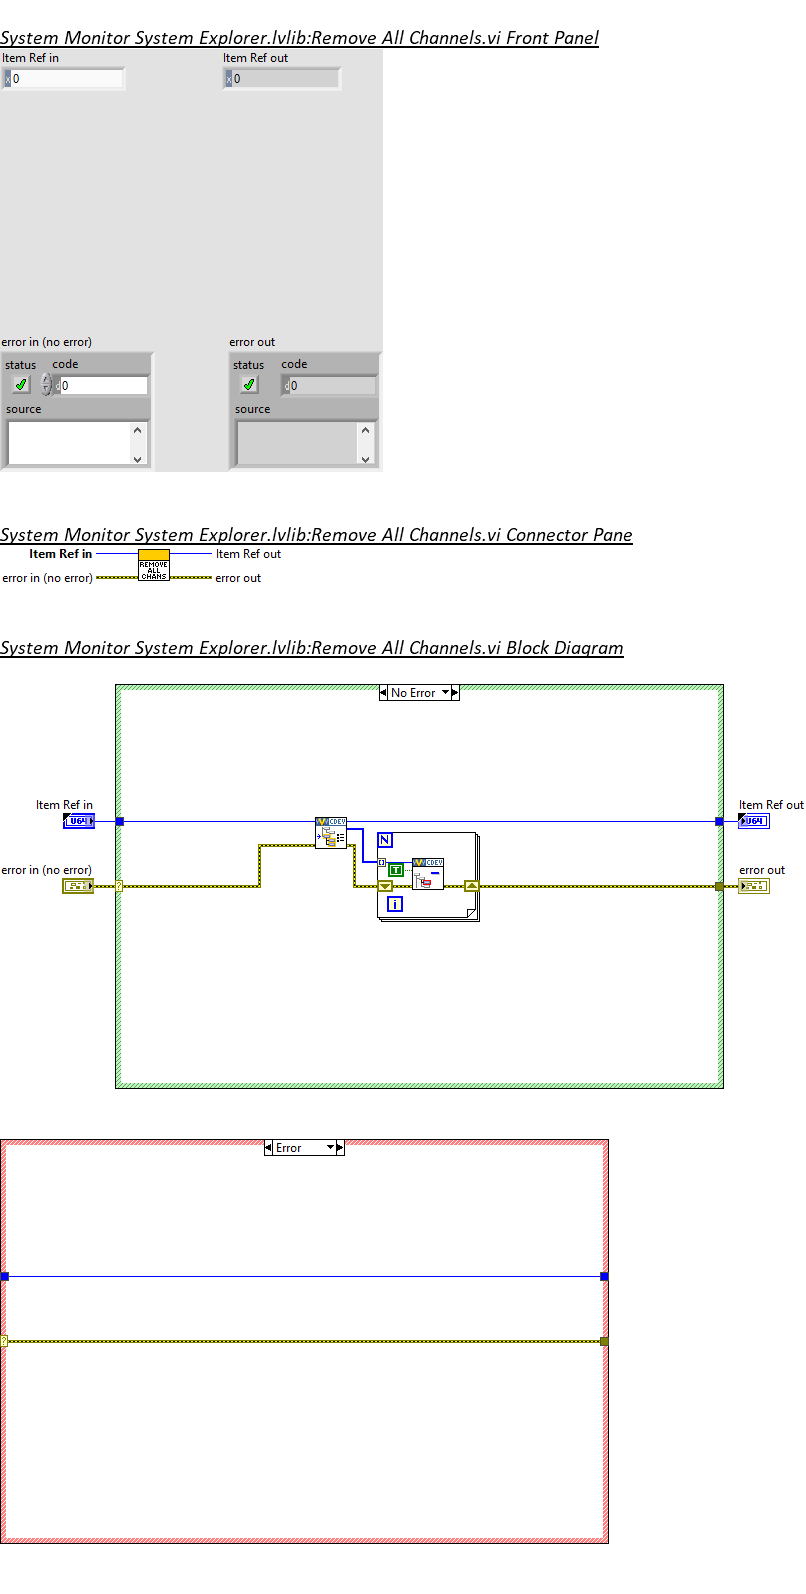 System Monitor System Explorer.lvlib:Remove All Channels.vi Front Panel
Item Ref in
Item Ref out
x 0
x 0
error in (no error)
error out
status code
status code
d 0
d 0
source
source
System Monitor System Explorer.lvlib:Remove All Channels.vi Connector Pane
Item Ref in
Item Ref out
REMOVE
ALL
CHANS
error in (no error)
error out
System Monitor System Explorer.lvlib:Remove All Channels.vi Block Diagram
No Error
Item Ref in
Item Ref out
U64
U64
CDEV
N
error in (no error)
error out
CDEV
T
?
i
Error
?